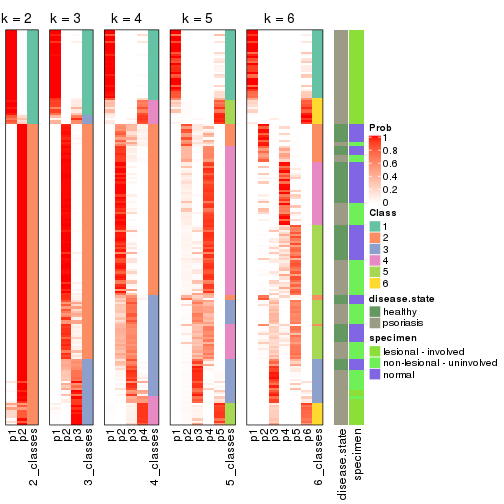 k = 2 k = 3 k = 4 k = 5 k = 6
Prob
1
0.8
0.6
0.4
0.2
0
Class
1
2
3
4
5
6
disease.state
healthy
psoriasis
specimen
lesional - involved
non-lesional - uninvolved
normal
p1 p2 2_classes p1 p2 p3 3_classes p1 p2 p3 p4 4_classes p1 p2 p3 p4 p5 5_classes p1 p2 p3 p4 p5 p6 6_classes disease.state specimen